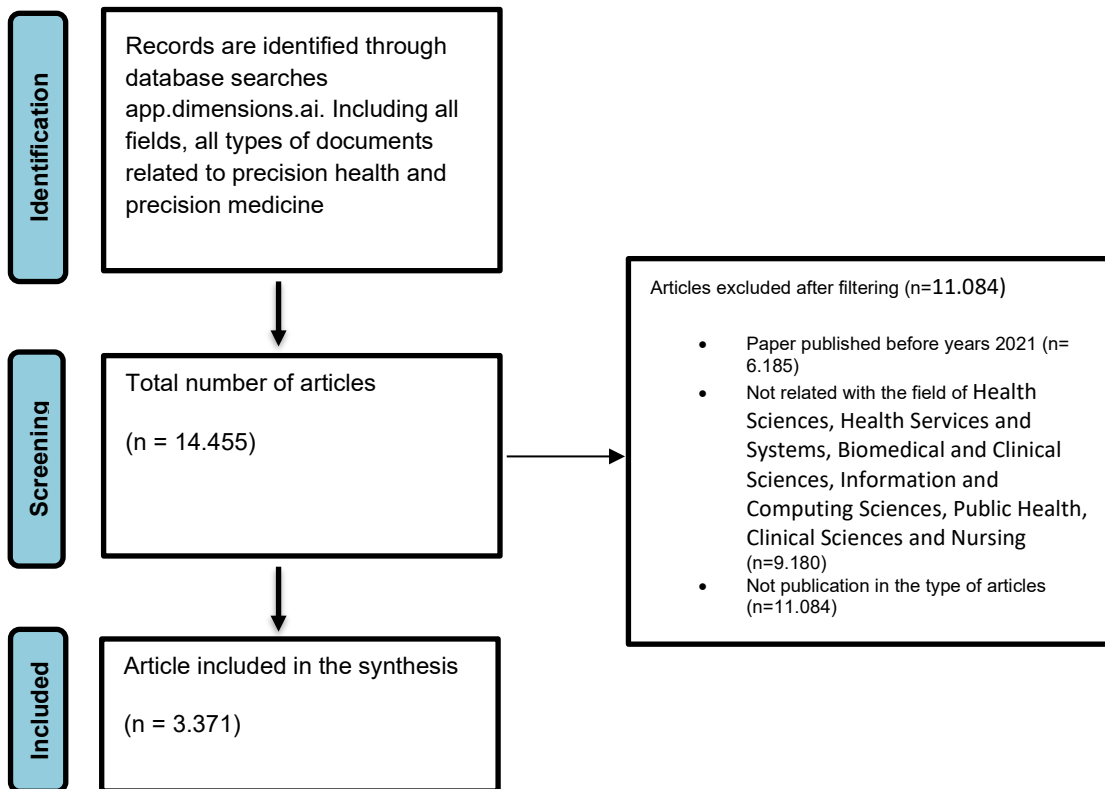 Identification
Records are identified through
database searches
app.dimensions.ai. Including all
fields, all types of documents
related to precision health and
precision medicine
Screening
Total number of articles
(n = 14.455)
Articles excluded after filtering (n=11.084)
• Paper published before years 2021 (n=
6.185)
• Not related with the field of Health
Sciences, Health Services and
Systems, Biomedical and Clinical
Sciences, Information and
Computing Sciences, Public Health,
Clinical Sciences and Nursing
(n=9.180)
• Not publication in the type of articles
(n=11.084)
Included
Article included in the synthesis
(n = 3.371)